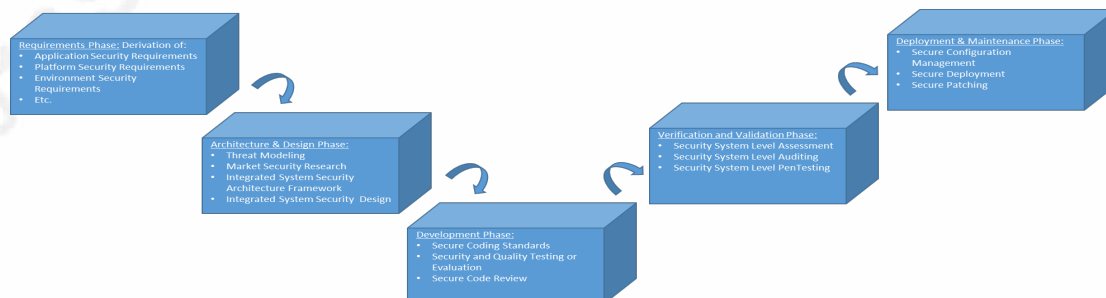 Requirements Phase: Derivation of:
• Application Security Requirements
• Platform Security Requirements
• Environment Security
Requirements
• Etc.
Architecture & Design Phase:
• Threat Modeling
• Market Security Research
• Integrated System Security
Architecture Framework
• Integrated System Security Design
Development Phase:
• Secure Coding Standards
• Security and Quality Testing or
Evaluation
• Secure Code Review
Verification and Validation Phase:
• Security System Level Assessment
• Security System Level Auditing
• Security System Level PenTesting
Deployment & Maintenance Phase:
• Secure Configuration
Management
• Secure Deployment
• Secure Patching